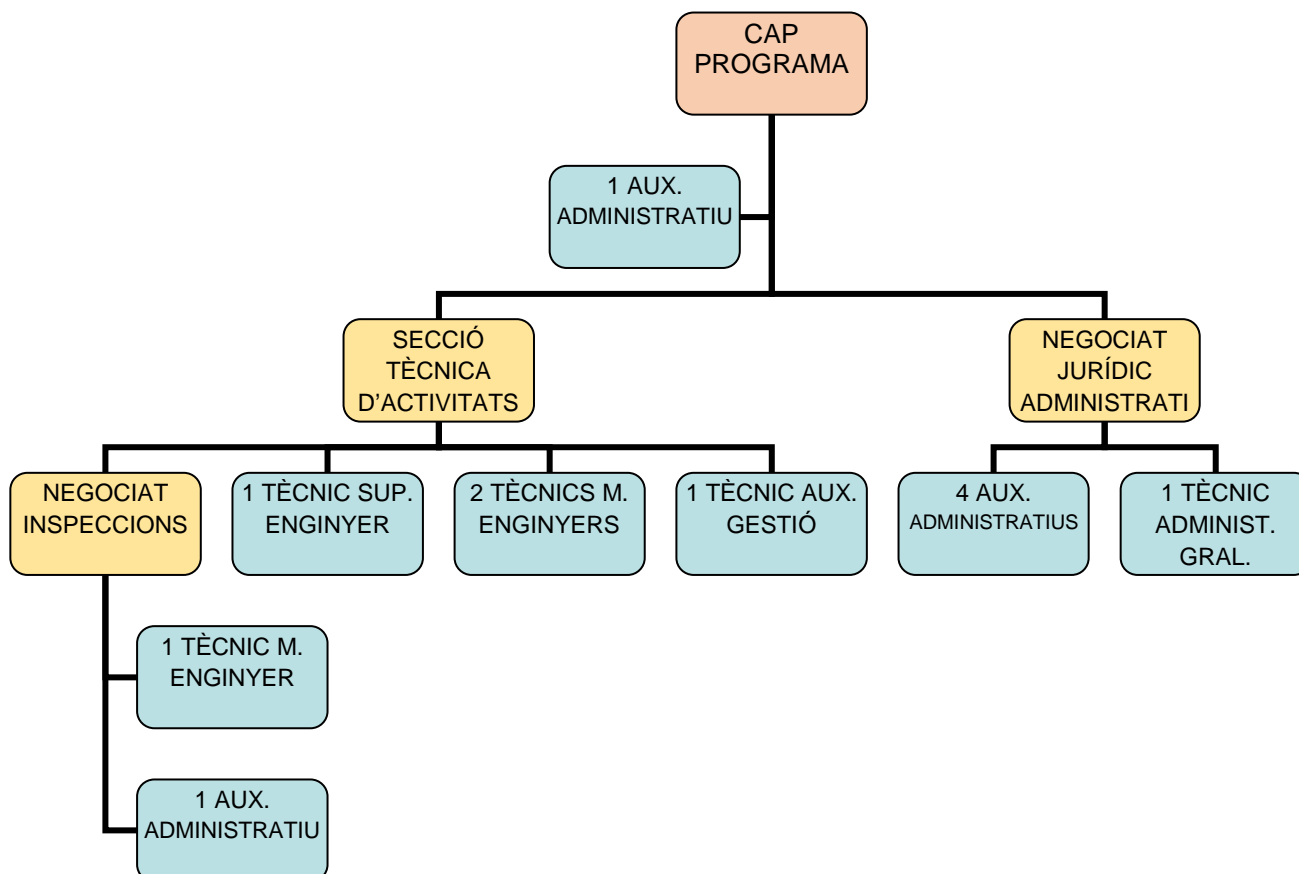 CAP
PROGRAMA
1 AUX.
ADMINISTRATIU
SECCIÓ
TÈCNICA
D’ACTIVITATS
NEGOCIAT
JURÍDIC
ADMINISTRATI
NEGOCIAT
INSPECCIONS
1 TÈCNIC SUP.
ENGINYER
2 TÈCNICS M.
ENGINYERS
1 TÈCNIC AUX.
GESTIÓ
4 AUX.
ADMINISTRATIUS
1 TÈCNIC
ADMINIST.
GRAL.
1 TÈCNIC M.
ENGINYER
1 AUX.
ADMINISTRATIU